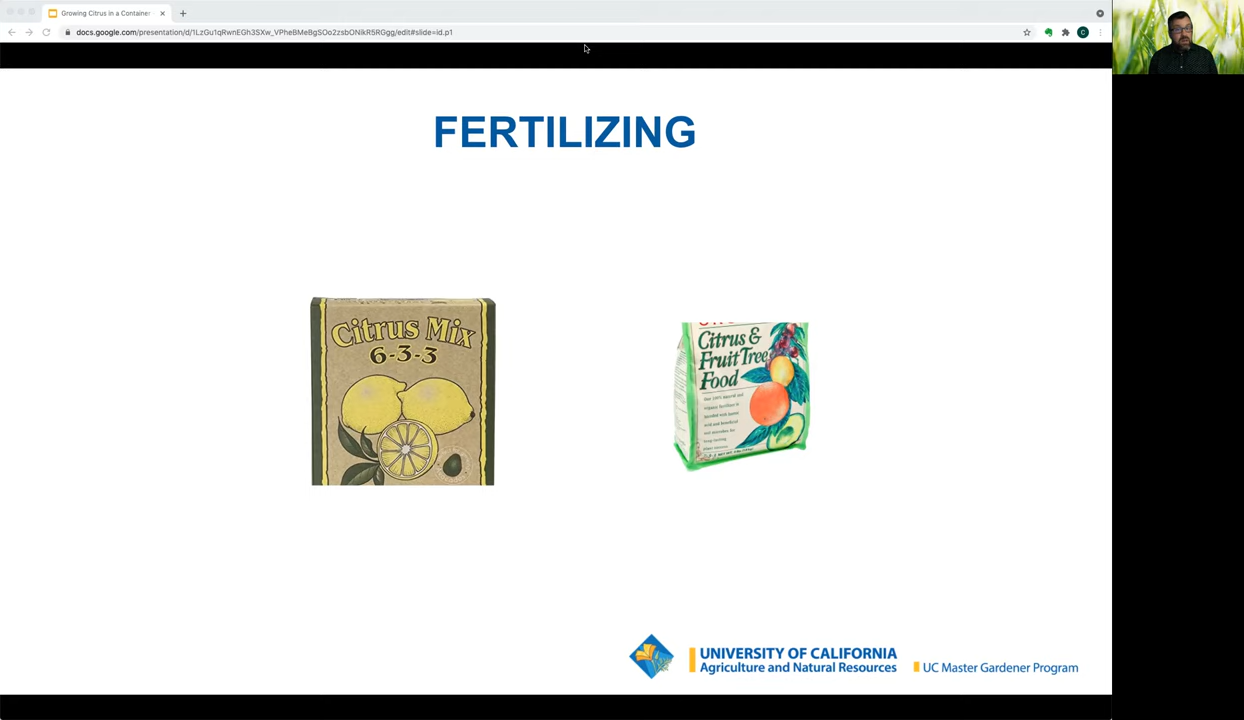 Growing Citrus in a Container
docs.google.com/presentation/d/1LzGu1qRwnEGh3SXw_VPheBMeBgSOo2zsbONikR5RGgg/edit#slide=id.p1
C
FERTILIZING
Citrus Mix
6-3-3
Citrus &
Fruit Tree
Food
UNIVERSITY OF CALIFORNIA
Agriculture and Natural Resources
UC Master Gardener Program